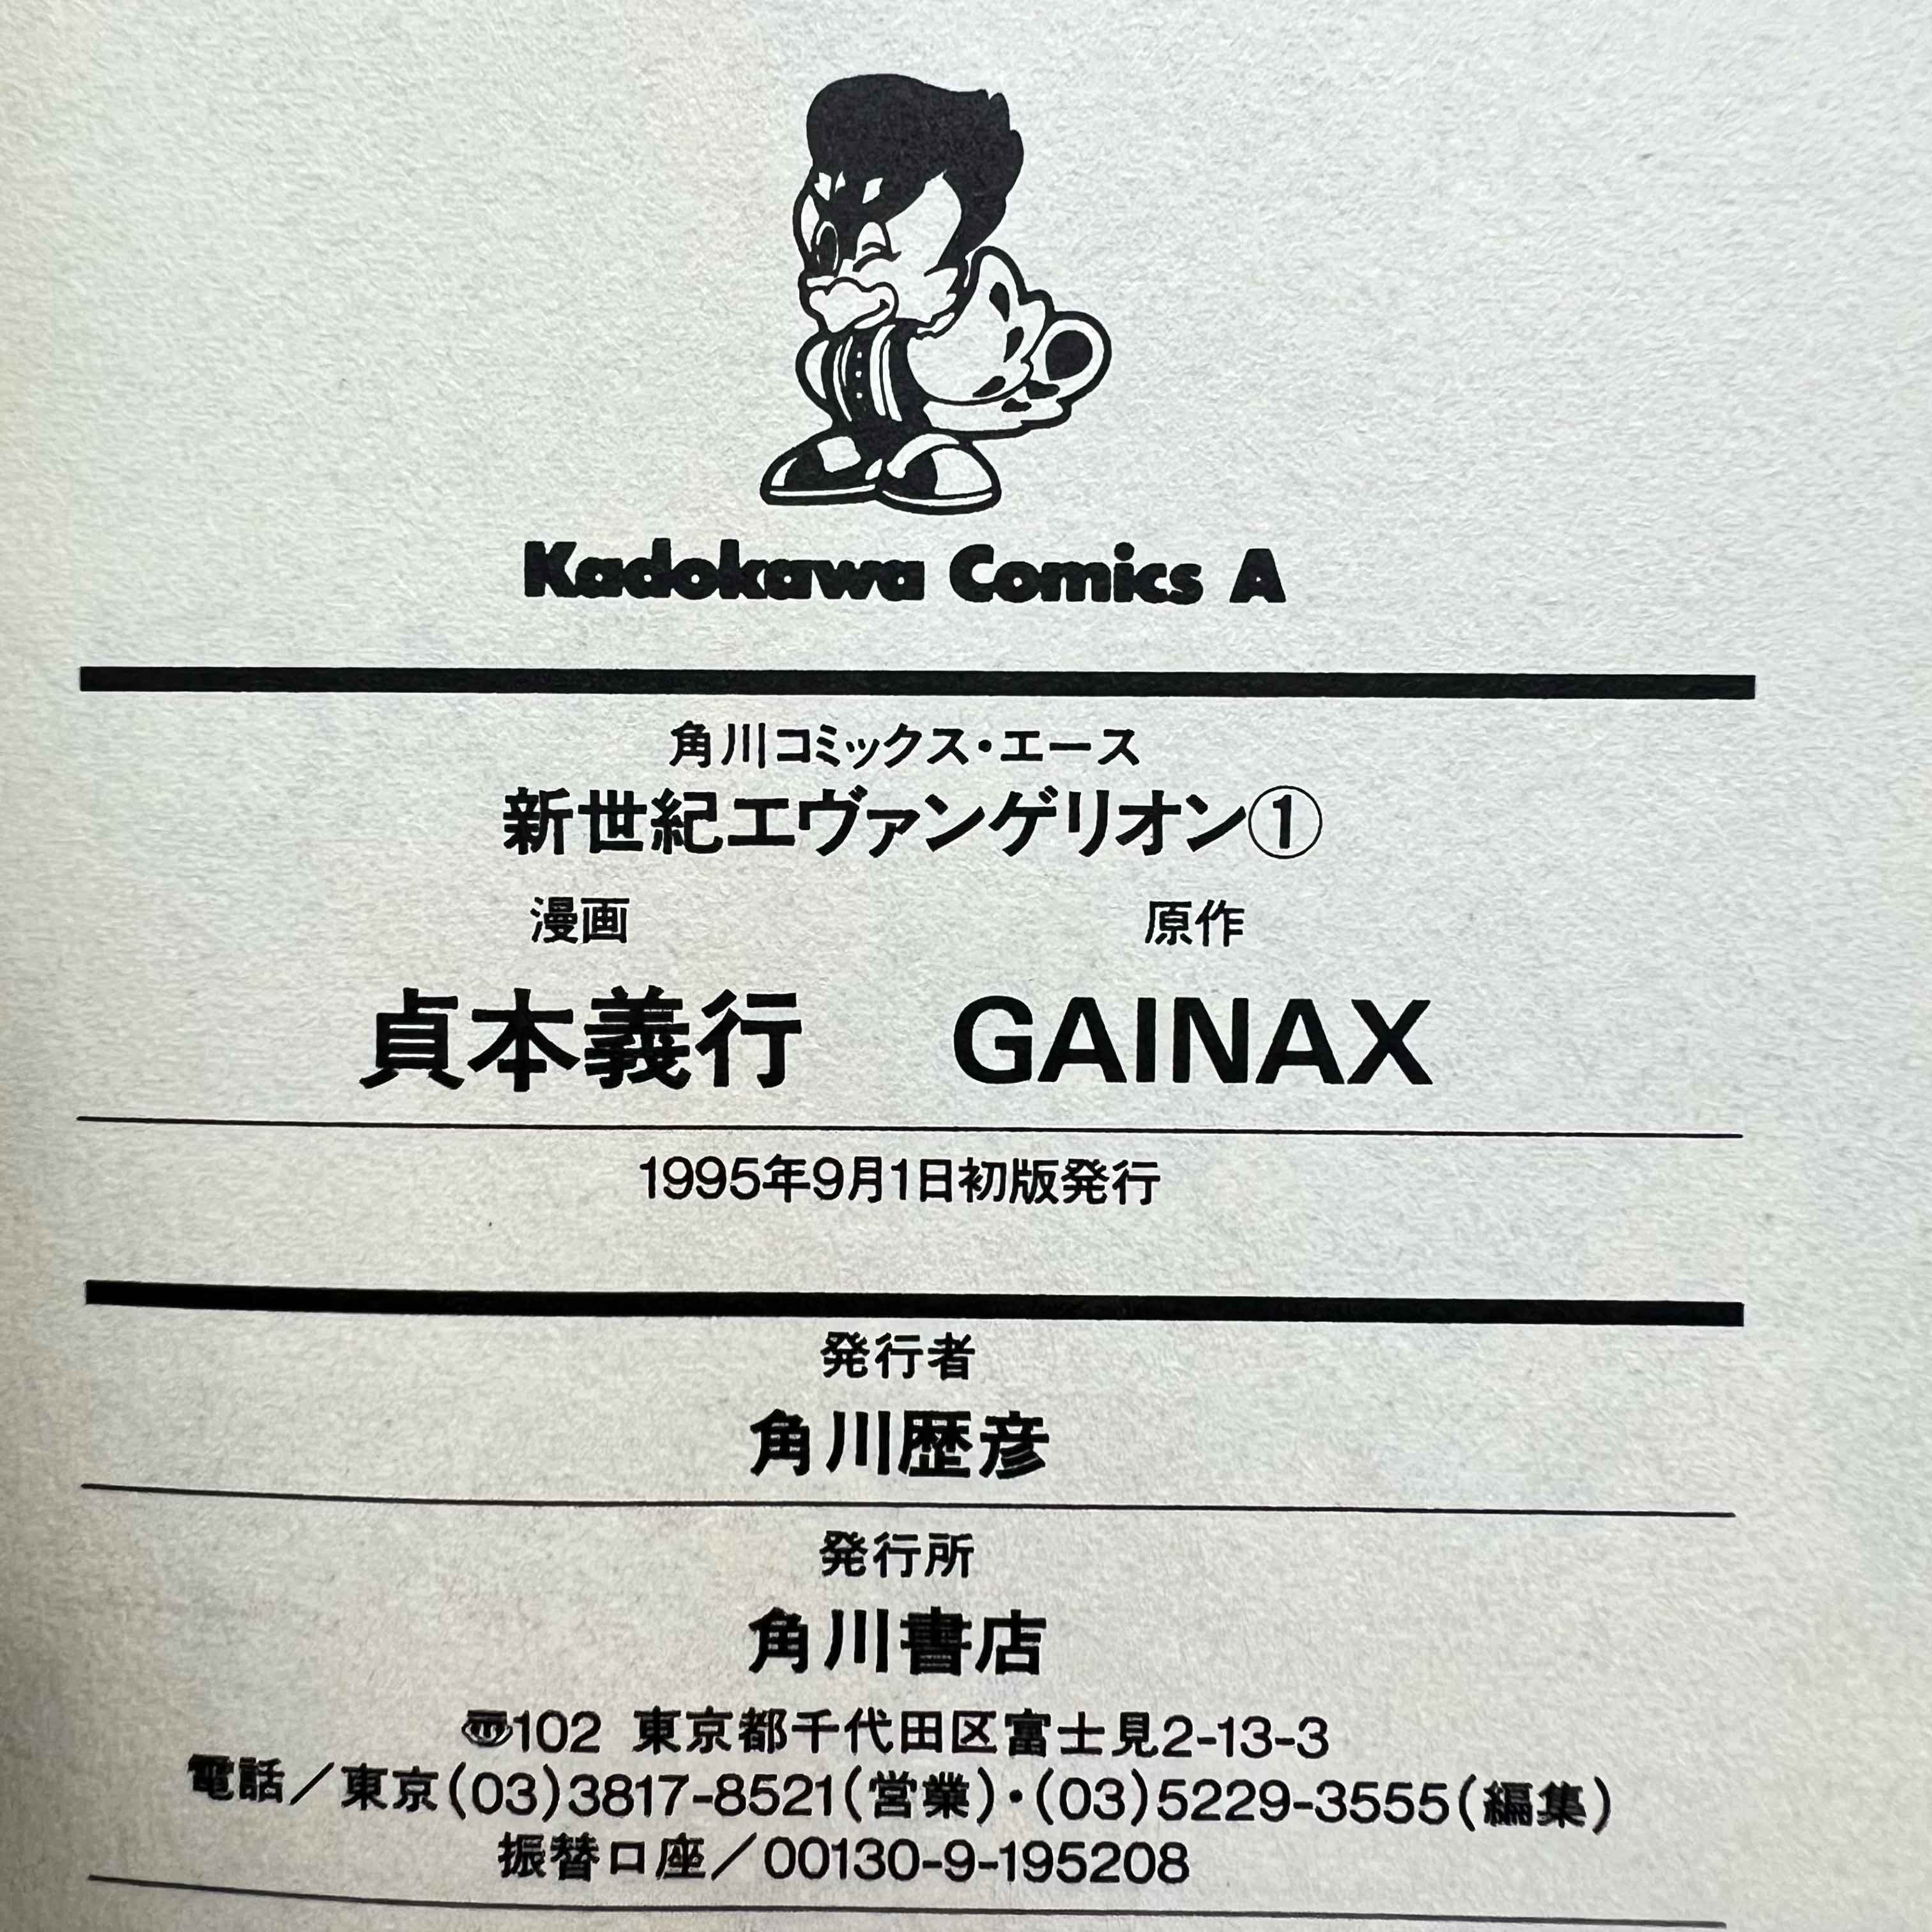 Kadokawa Comics A
角川コミックス・エース
新世紀エヴァンゲリオン①
漫画 原作
貞本義行 GAINAX
1995年9月1日初版発行
発行者
角川歴彦
発行所
角川書店
〠102 東京都千代田区富士見2-13-3
電話／東京(03)3817-8521(営業)・(03)5229-3555(編集)
振替口座／00130-9-195208